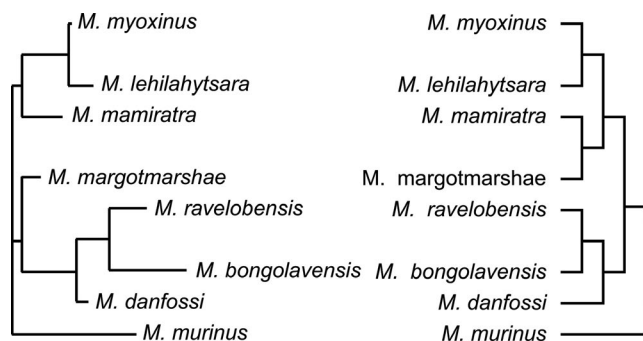 M. myoxinus M. myoxinus
M. lehilahytsara M. lehilahytsara
M. mamiratra M. mamiratra
M. margotmarshae M. margotmarshae
M. ravelobensis M. ravelobensis
M. bongolavensis M. bongolavensis
M. danfossi M. danfossi
M. murinus M. murinus